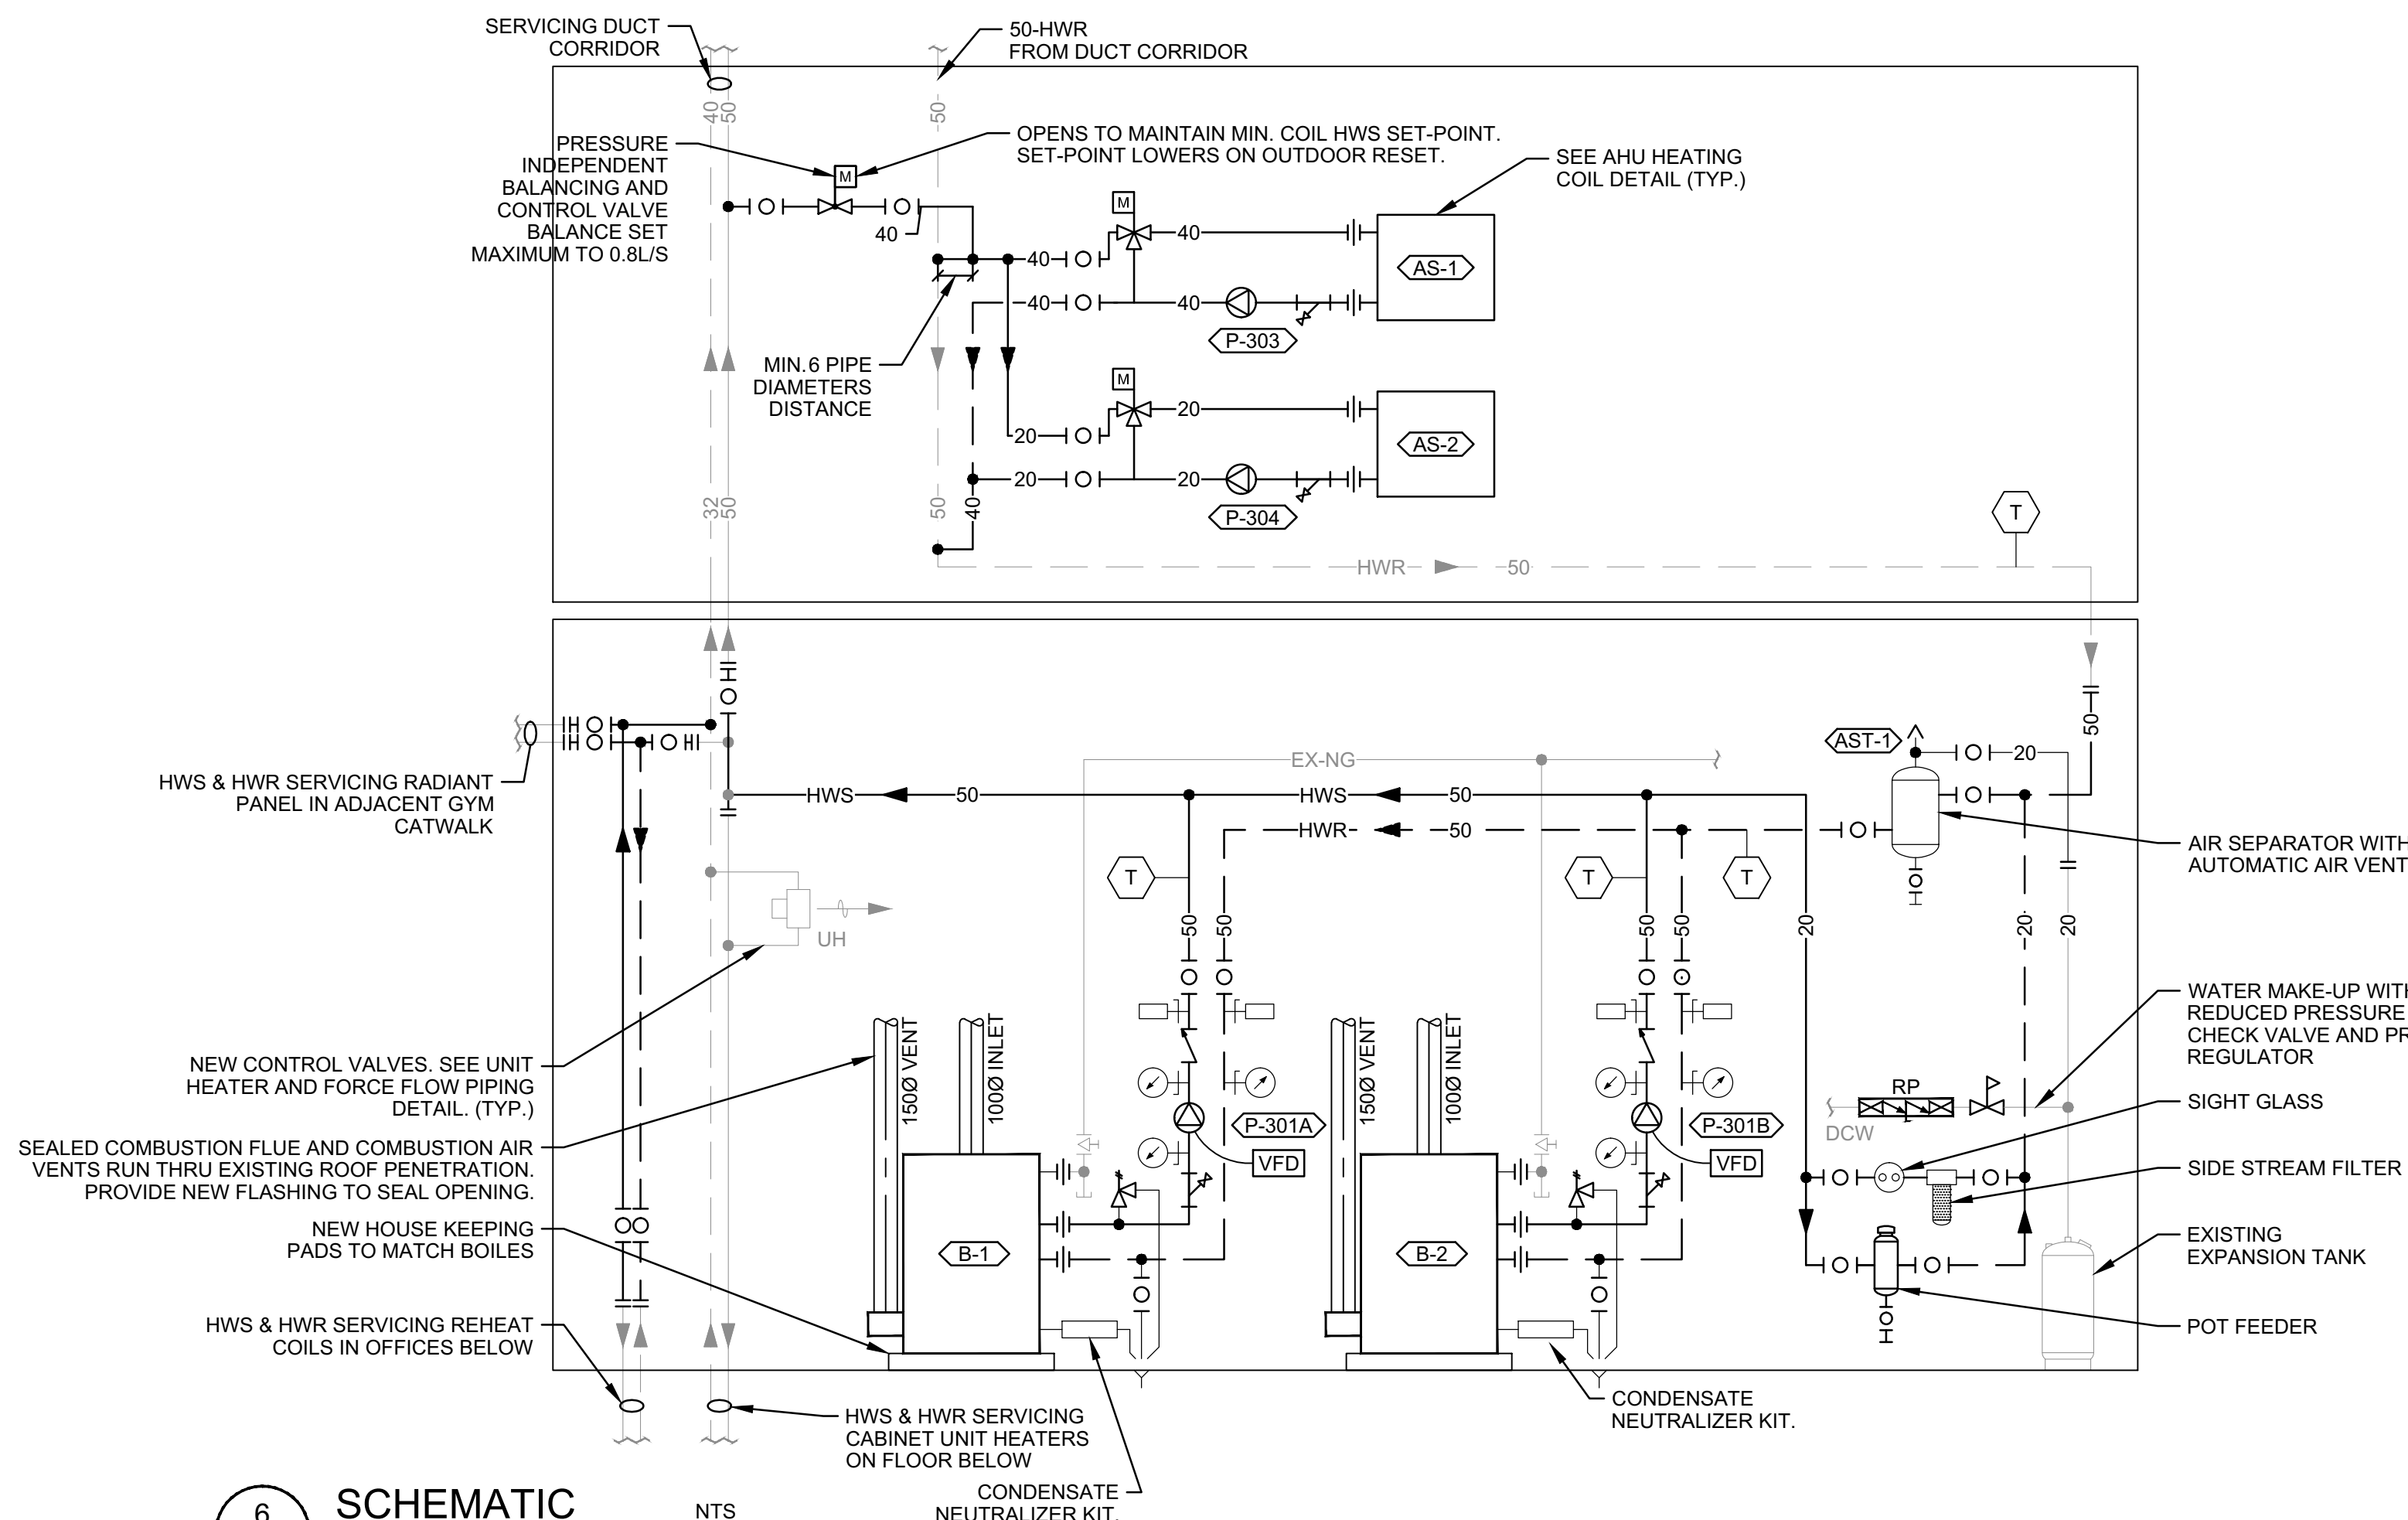 SERVICING DUCT
CORRIDOR
50-HWR
FROM DUCT CORRIDOR
40
50
50
PRESSURE
INDEPENDENT
BALANCING AND
CONTROL VALVE
BALANCE SET
MAXIMUM TO 0.8L/S
M
OPENS TO MAINTAIN MIN. COIL HWS SET-POINT.
SET-POINT LOWERS ON OUTDOOR RESET.
SEE AHU HEATING
COIL DETAIL (TYP.)
40
M
40
40
AS-1
40
40
P-303
MIN.6 PIPE
DIAMETERS
DISTANCE
M
20
20
AS-2
20
20
P-304
32
50
50
40
T
HWR
50
HWS & HWR SERVICING RADIANT
PANEL IN ADJACENT GYM
CATWALK
EX-NG
AST-1
20
50
HWS
50
HWS
50
HWR
50
AIR SEPARATOR WITH
AUTOMATIC AIR VENT
T
T
T
UH
50
50
50
50
20
20
20
WATER MAKE-UP WITH
REDUCED PRESSURE
CHECK VALVE AND PR
REGULATOR
NEW CONTROL VALVES. SEE UNIT
HEATER AND FORCE FLOW PIPING
DETAIL. (TYP.)
150Ø VENT
100Ø INLET
150Ø VENT
100Ø INLET
RP
DCW
SIGHT GLASS
P-301A
P-301B
VFD
VFD
SEALED COMBUSTION FLUE AND COMBUSTION AIR
VENTS RUN THRU EXISTING ROOF PENETRATION.
PROVIDE NEW FLASHING TO SEAL OPENING.
SIDE STREAM FILTER
NEW HOUSE KEEPING
PADS TO MATCH BOILES
B-1
B-2
EXISTING
EXPANSION TANK
HWS & HWR SERVICING REHEAT
COILS IN OFFICES BELOW
POT FEEDER
HWS & HWR SERVICING
CABINET UNIT HEATERS
ON FLOOR BELOW
CONDENSATE
NEUTRALIZER KIT.
CONDENSATE
NEUTRALIZER KIT.
6
SCHEMATIC
NTS